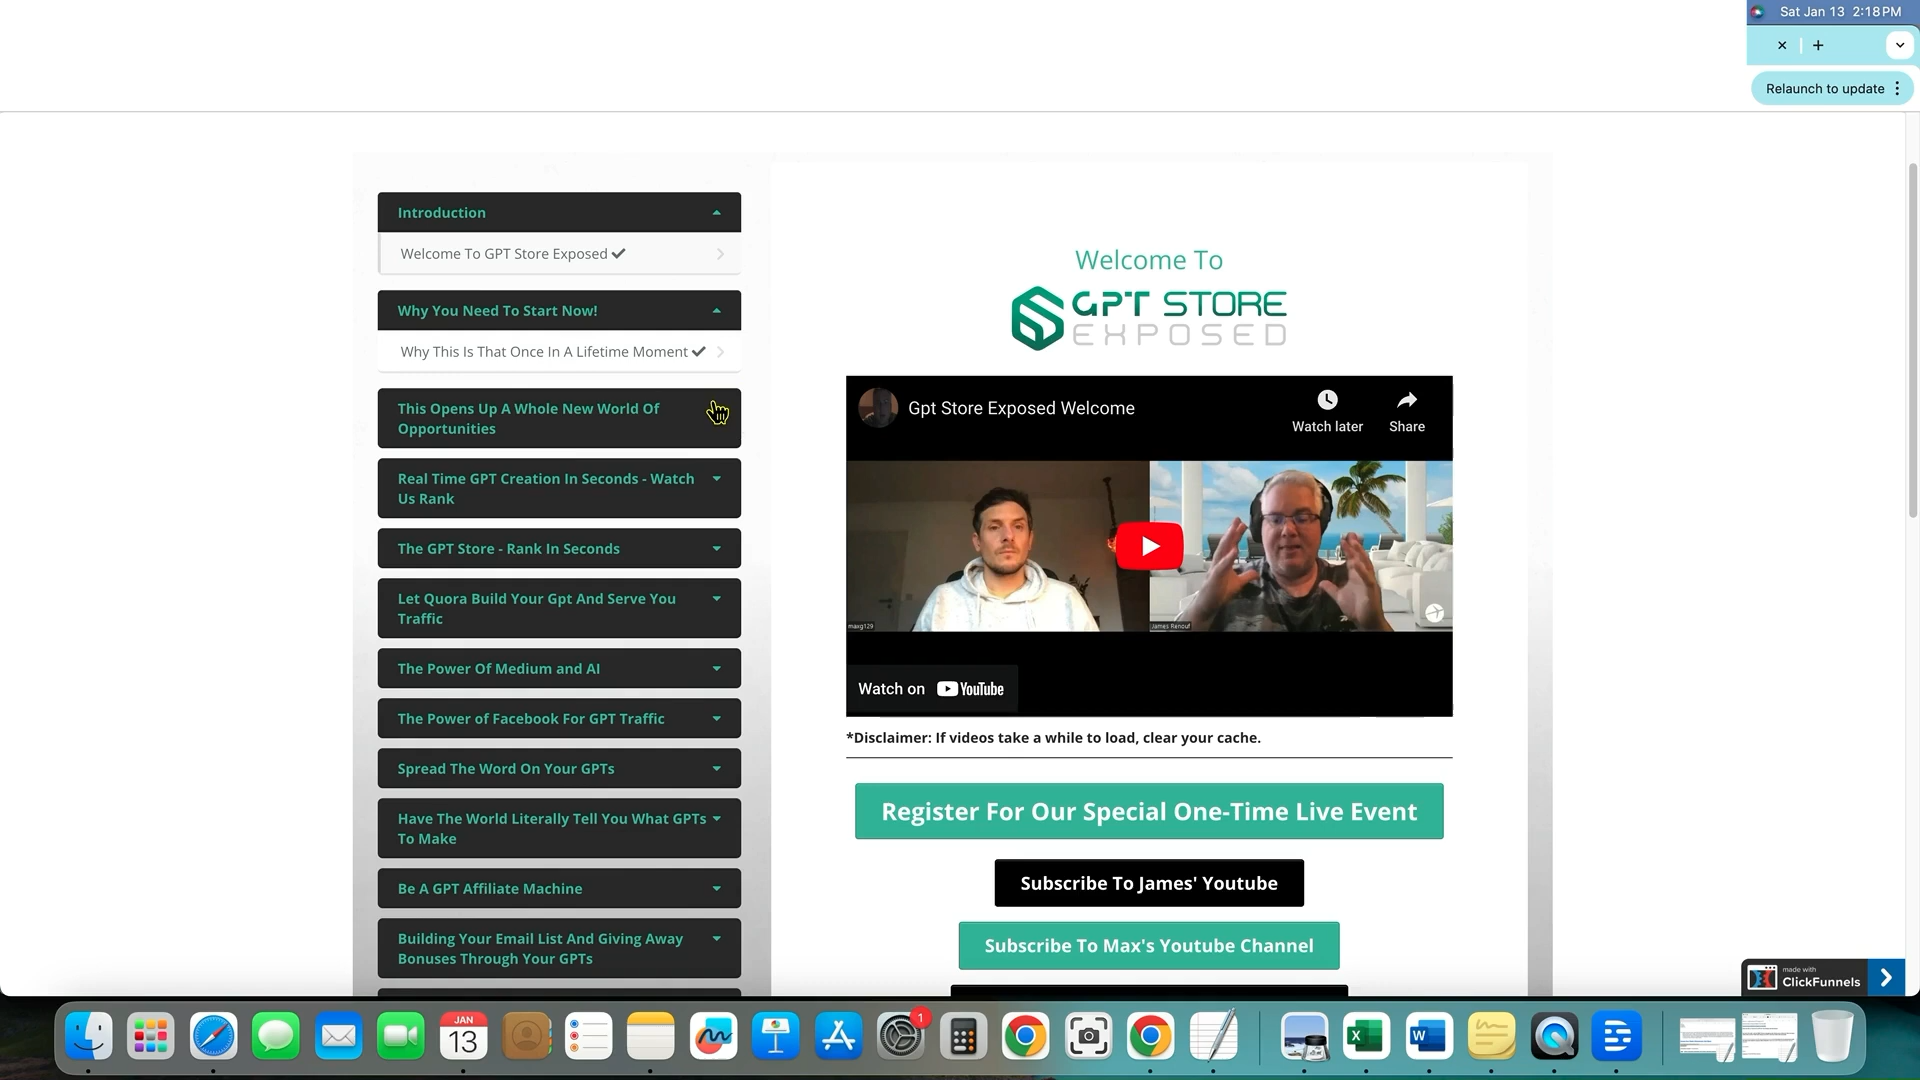 Sat Jan 13 2:18 PM
Relaunch to update
Introduction
Welcome To GPT Store Exposed
Why You Need To Start Now!
Why This Is That Once In A Lifetime Moment
This Opens Up A Whole New World Of
Opportunities
Real Time GPT Creation In Seconds - Watch
Us Rank
The GPT Store - Rank In Seconds
Let Quora Build Your Gpt And Serve You
Traffic
The Power Of Medium and AI
The Power of Facebook For GPT Traffic
Spread The Word On Your GPTs
Have The World Literally Tell You What GPTs
To Make
Be A GPT Affiliate Machine
Building Your Email List And Giving Away
Bonuses Through Your GPTs
Welcome To
GPT STORE
EXPOSED
Gpt Store Exposed Welcome
Watch later
Share
maxg129
James Renouf
Watch on YouTube
*Disclaimer: If videos take a while to load, clear your cache.
Register For Our Special One-Time Live Event
Subscribe To James' Youtube
Subscribe To Max's Youtube Channel
made with
ClickFunnels
JAN
13
1
X
W